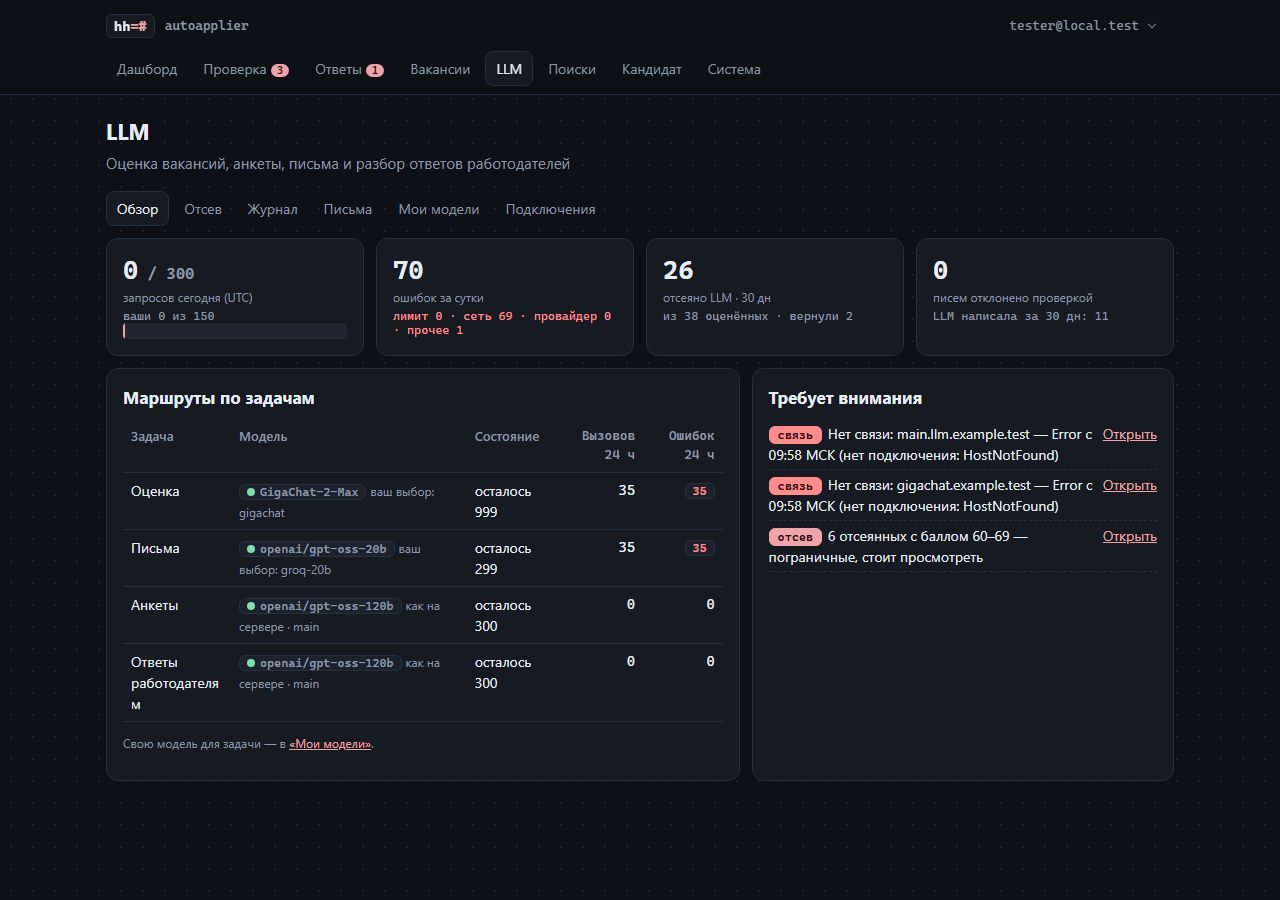 hh=# autoapplier
tester@local.test
Дашборд Проверка 3 Ответы 1 Вакансии LLM Поиски Кандидат Система
LLM
Оценка вакансий, анкеты, письма и разбор ответов работодателей
Обзор Отсев Журнал Письма Мои модели Подключения
0 / 300
запросов сегодня (UTC)
ваши 0 из 150
70
ошибок за сутки
лимит 0 · сеть 69 · провайдер 0
· прочее 1
26
отсеяно LLM · 30 дн
из 38 оценённых · вернули 2
0
писем отклонено проверкой
LLM написала за 30 дн: 11
Маршруты по задачам
Задача Модель Состояние Вызовов 24 ч Ошибок 24 ч
Оценка GigaChat-2-Max ваш выбор: осталось 35 35
gigachat 999
Письма openai/gpt-oss-20b ваш осталось 35 35
выбор: groq-20b 299
Анкеты openai/gpt-oss-120b как на осталось 0 0
сервере · main 300
Ответы openai/gpt-oss-120b как на осталось 0 0
работодателя сервере · main 300
м
Свою модель для задачи — в «Мои модели».
Требует внимания
связь Нет связи: main.llm.example.test — Error с Открыть
09:58 МСК (нет подключения: HostNotFound)
связь Нет связи: gigachat.example.test — Error с Открыть
09:58 МСК (нет подключения: HostNotFound)
отсев 6 отсеянных с баллом 60–69 — Открыть
пограничные, стоит просмотреть